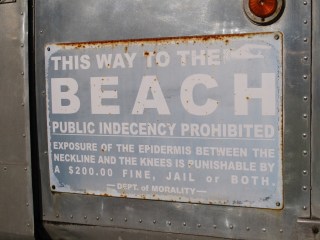 THIS WAY TO THE
BEACH
PUBLIC INDECENCY PROHIBITED
EXPOSURE OF THE EPIDERMIS BETWEEN THE
NECKLINE AND THE KNEES IS PUNISHABLE BY
A $200.00 FINE, JAIL or BOTH.
— DEPT. of MORALITY —